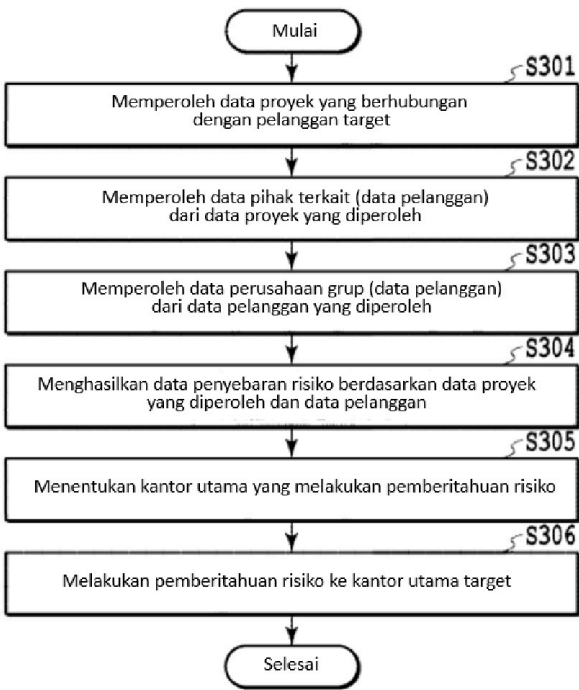 Mulai
S301
Memperoleh data proyek yang berhubungan
dengan pelanggan target
S302
Memperoleh data pihak terkait (data pelanggan)
dari data proyek yang diperoleh
S303
Memperoleh data perusahaan grup (data pelanggan)
dari data pelanggan yang diperoleh
S304
Menghasilkan data penyebaran risiko berdasarkan data proyek
yang diperoleh dan data pelanggan
S305
Menentukan kantor utama yang melakukan pemberitahuan risiko
S306
Melakukan pemberitahuan risiko ke kantor utama target
Selesai